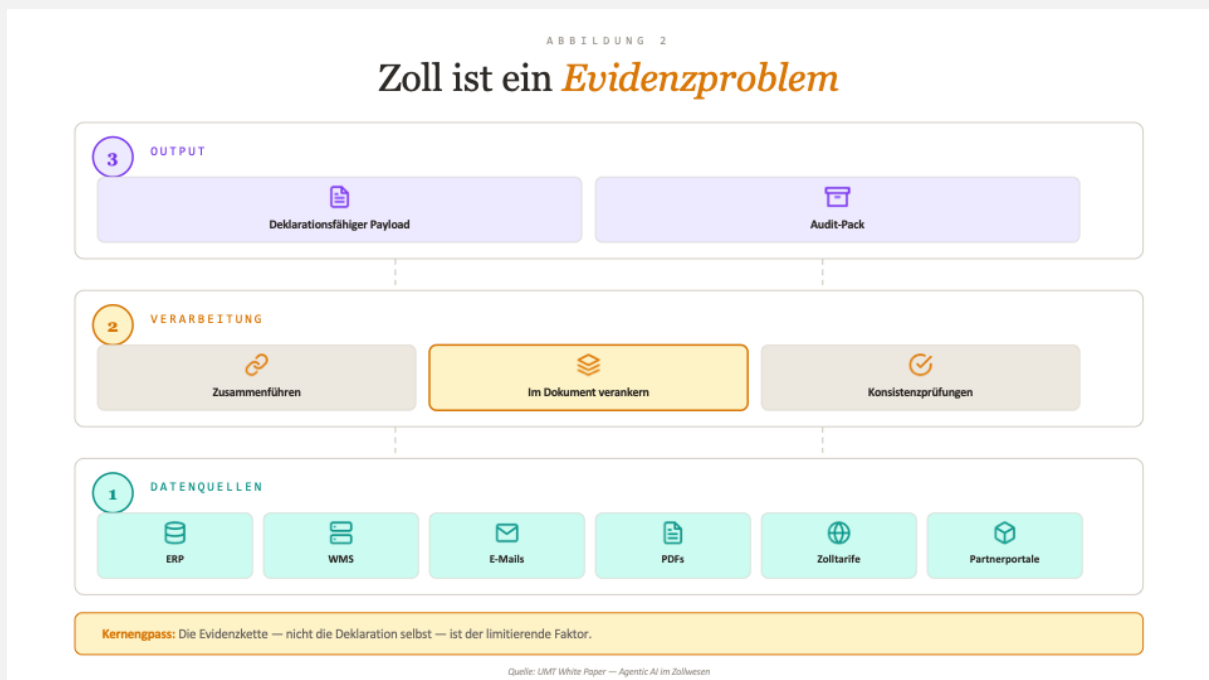 ABBILDUNG 2
Zoll ist ein Evidenzproblem
3 OUTPUT
Deklarationsfähiger Payload
Audit-Pack
2 VERARBEITUNG
Zusammenführen
Im Dokument verankern
Konsistenzprüfungen
1 DATENQUELLEN
ERP
WMS
E-Mails
PDFs
Zolltarife
Partnerportale
Kernengpass: Die Evidenzkette — nicht die Deklaration selbst — ist der limitierende Faktor.
Quelle: UMT White Paper — Agentic AI im Zollwesen